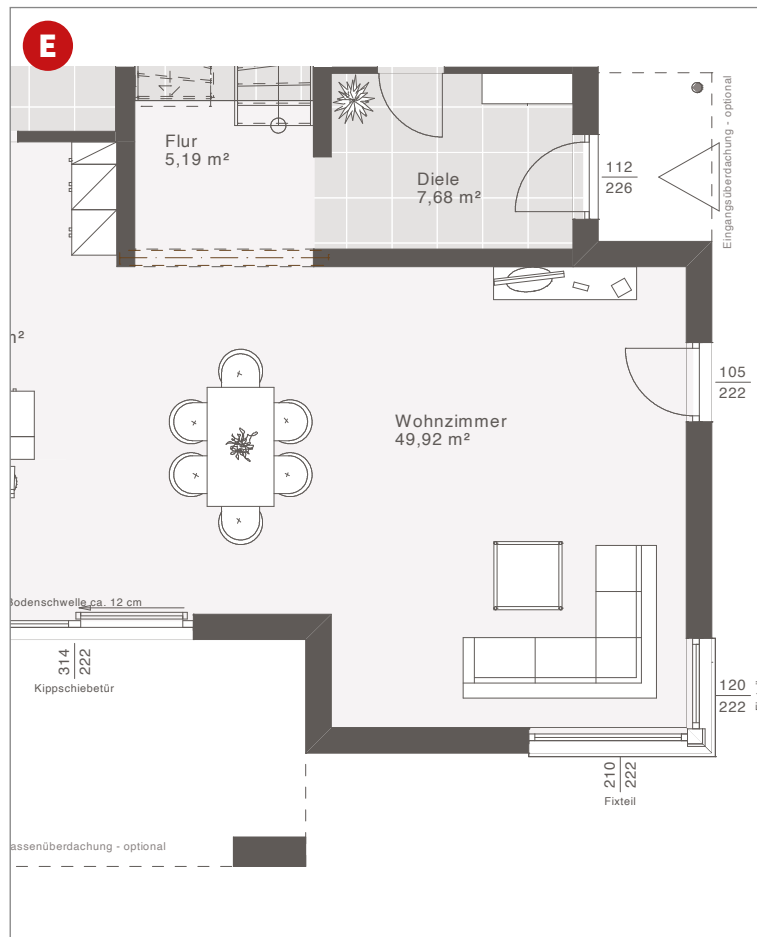 E
Flur
5,19 m²
Diele
7,68 m²
112
226
Eingangsüberdachung - optional
m²
105
222
Wohnzimmer
49,92 m²
Bodenschwelle ca. 12 cm
314
222
Kippschiebetür
120
222
210
222
Fixteil
assenüberdachung - optional